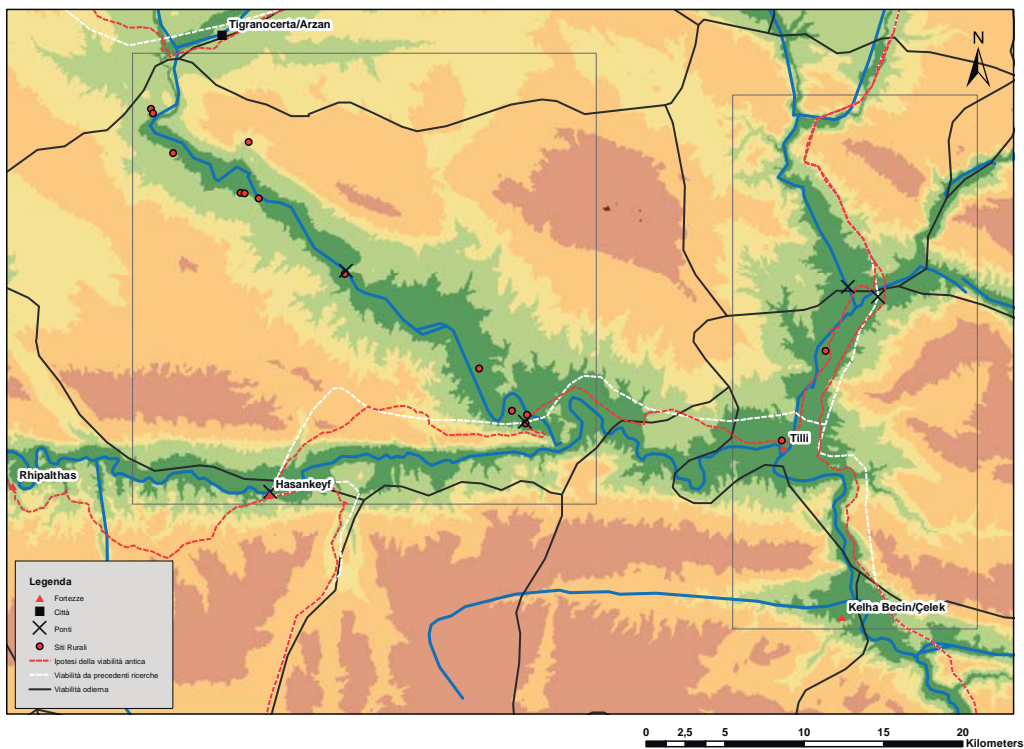 Tigranocerta/Arzan
N
Tilli
Rhipalthas
Hasankeyf
Kelha Becin/Çelek
Legenda
Fortezze
Città
Ponti
Siti Rurali
Ipotesi della viabilità antica
Viabilità da precedenti ricerche
Viabilità odierna
0 2,5 5 10 15 20
Kilometers